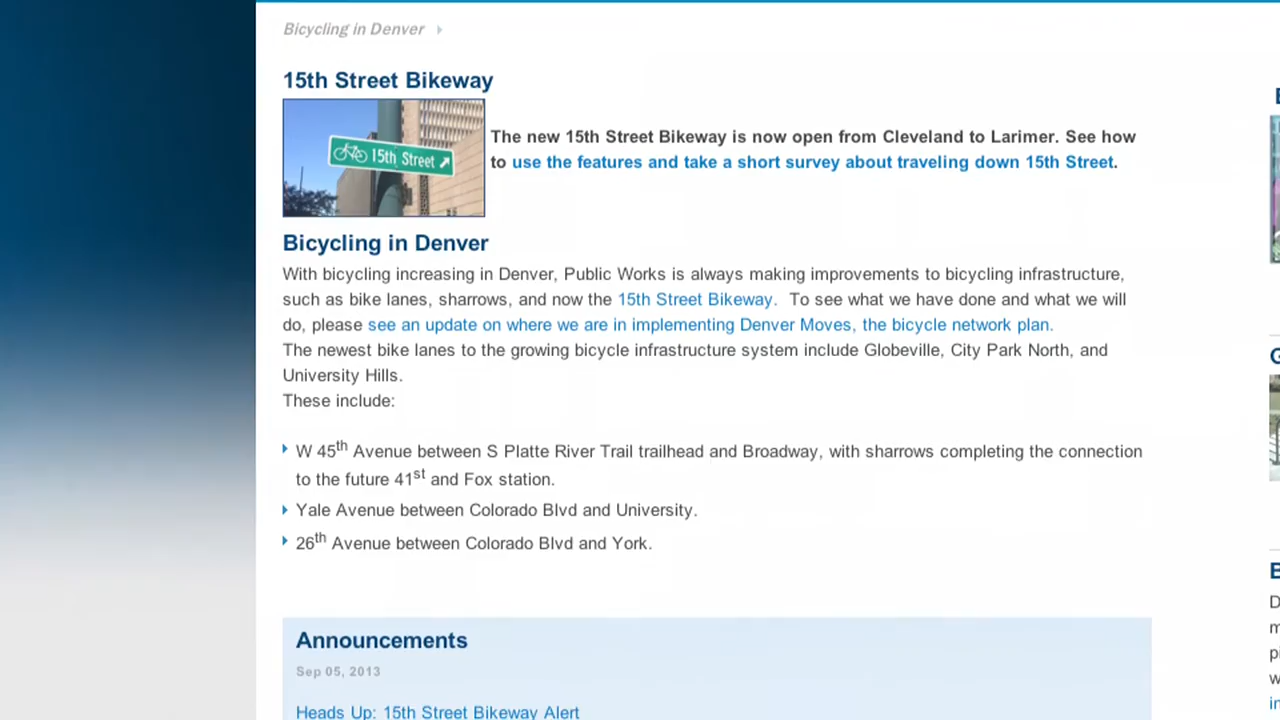 Bicycling in Denver
15th Street Bikeway
15th Street
The new 15th Street Bikeway is now open from Cleveland to Larimer. See how
to use the features and take a short survey about traveling down 15th Street.
Bicycling in Denver
With bicycling increasing in Denver, Public Works is always making improvements to bicycling infrastructure,
such as bike lanes, sharrows, and now the 15th Street Bikeway. To see what we have done and what we will
do, please see an update on where we are in implementing Denver Moves, the bicycle network plan.
The newest bike lanes to the growing bicycle infrastructure system include Globeville, City Park North, and
University Hills.
These include:
W 45th Avenue between S Platte River Trail trailhead and Broadway, with sharrows completing the connection
to the future 41st and Fox station.
Yale Avenue between Colorado Blvd and University.
26th Avenue between Colorado Blvd and York.
Announcements
Sep 05, 2013
Heads Up: 15th Street Bikeway Alert